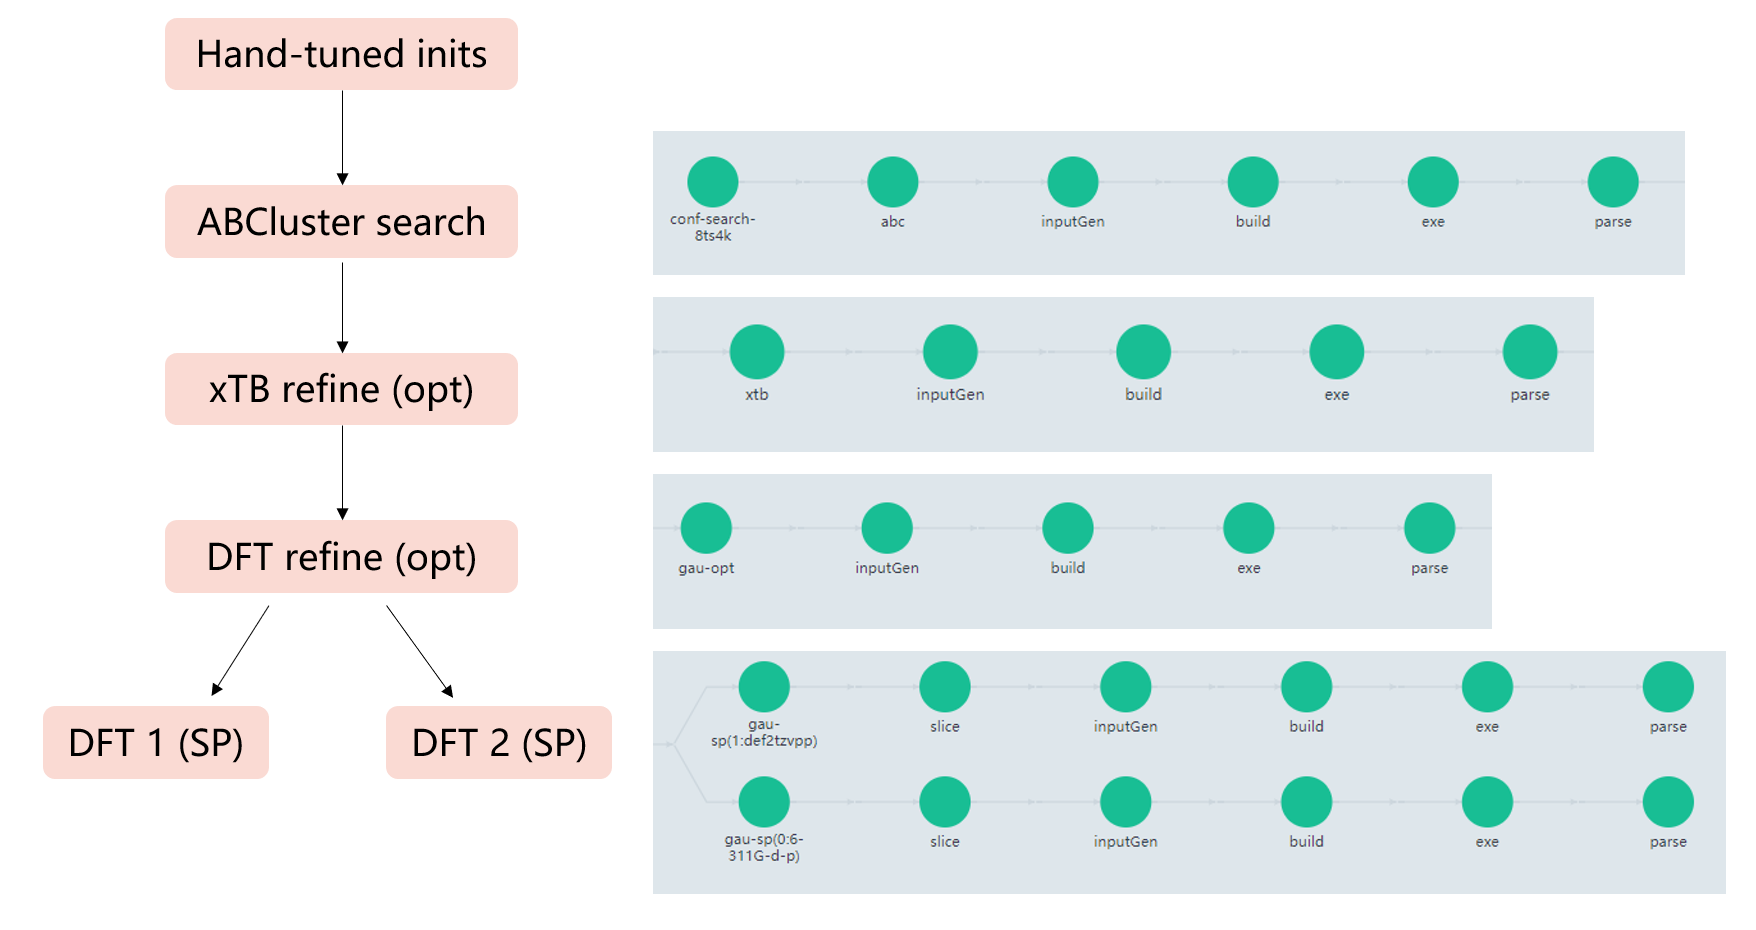 Hand-tuned inits
ABCluster search
xTB refine (opt)
DFT refine (opt)
DFT 1 (SP)
DFT 2 (SP)
conf-search-
8ts4k
abc
inputGen
build
exe
parse
xtb
inputGen
build
exe
parse
gau-opt
inputGen
build
exe
parse
gau-
sp(1:def2tzvpp)
slice
inputGen
build
exe
parse
gau-sp(0:6-
311G-d-p)
slice
inputGen
build
exe
parse